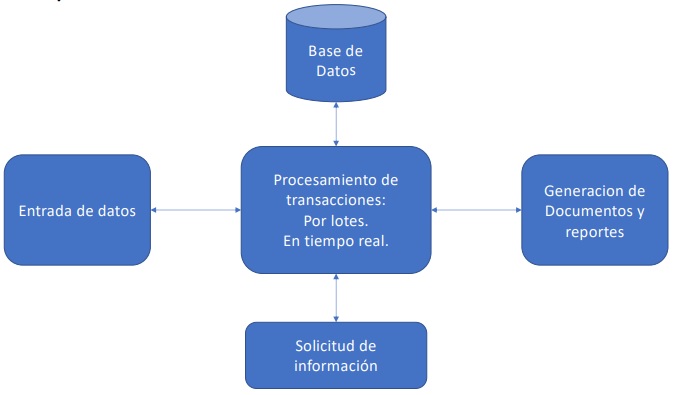 Base de
Datos
Procesamiento de
transacciones:
Por lotes.
En tiempo real.
Entrada de datos
Generacion de
Documentos y
reportes
Solicitud de
información